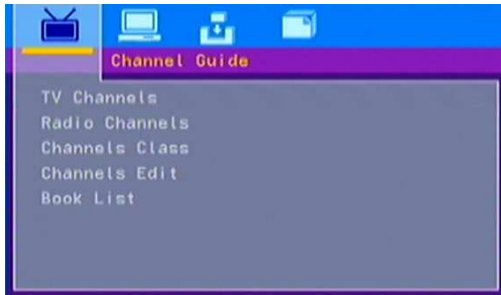 Channel Guide
TV Channels
Radio Channels
Channels Class
Channels Edit
Book List